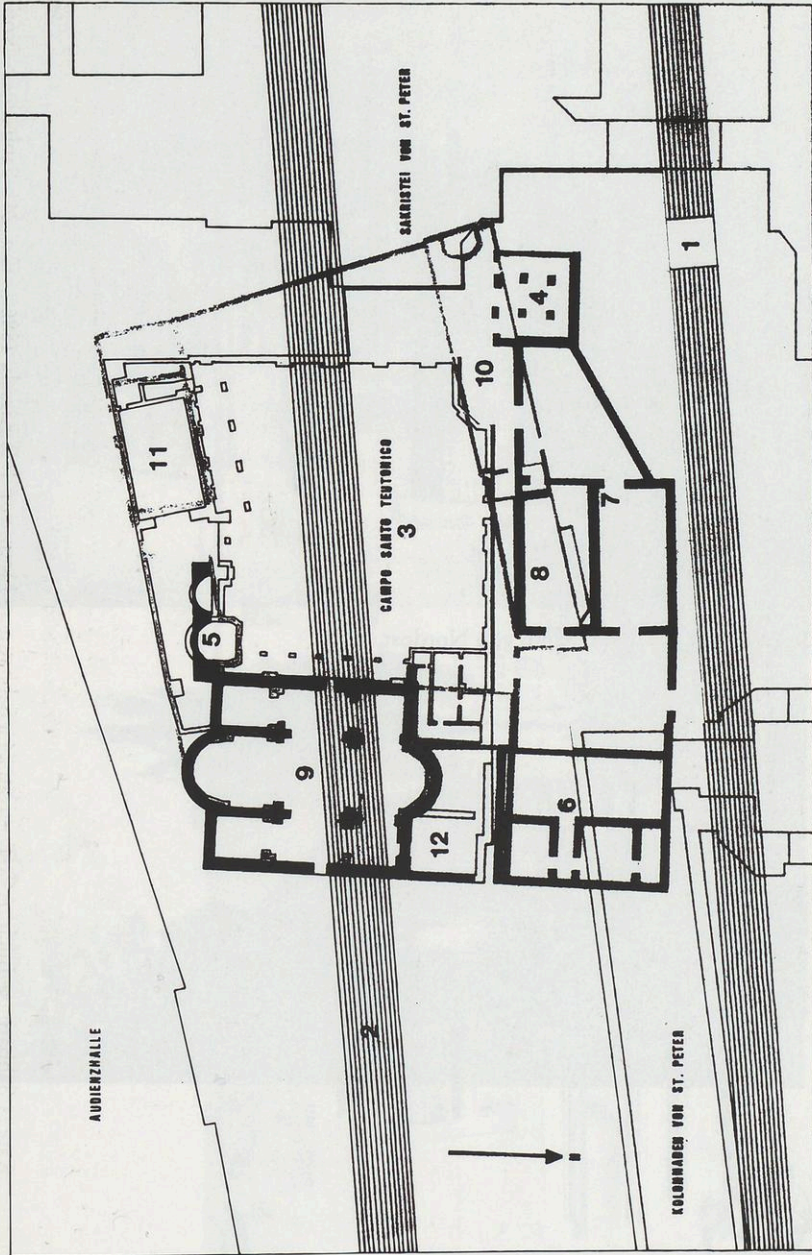 AUDIENZHALLE
11
5
9
2
CAMPO SANTO TEUTONICO
3
SAKRISTEI VON ST. PETER
12
10
8
4
6
N
7
KOLONNADEN VON ST. PETER
1